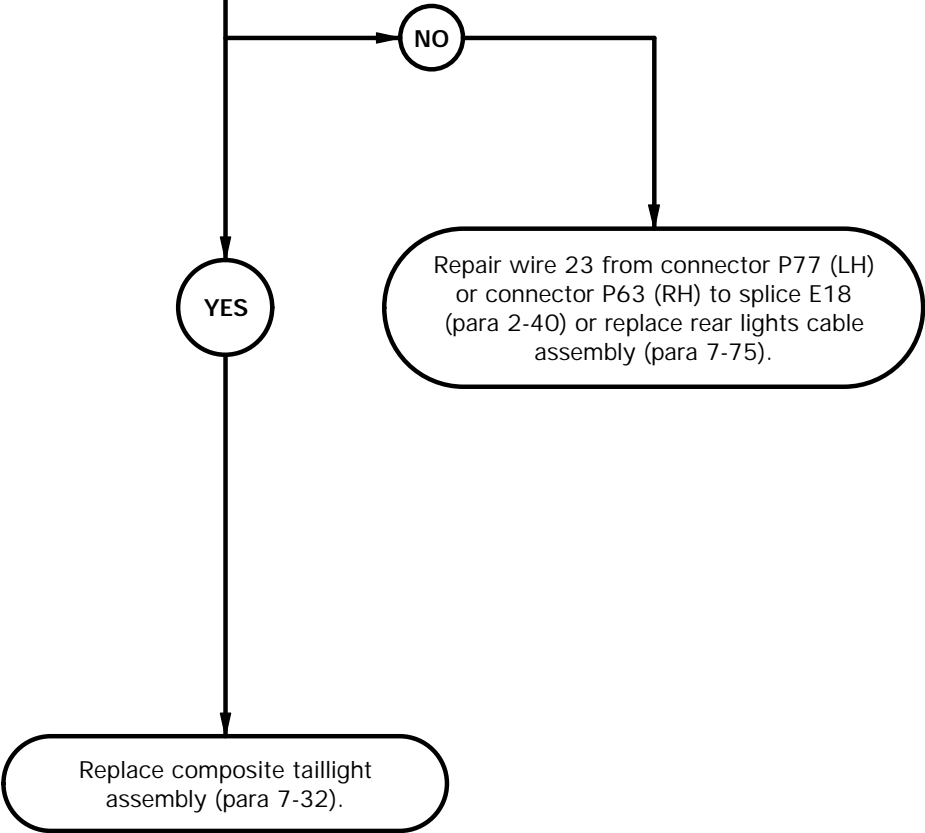 NO
Repair wire 23 from connector P77 (LH)
or connector P63 (RH) to splice E18
(para 2-40) or replace rear lights cable
assembly (para 7-75).
YES
Replace composite taillight
assembly (para 7-32).